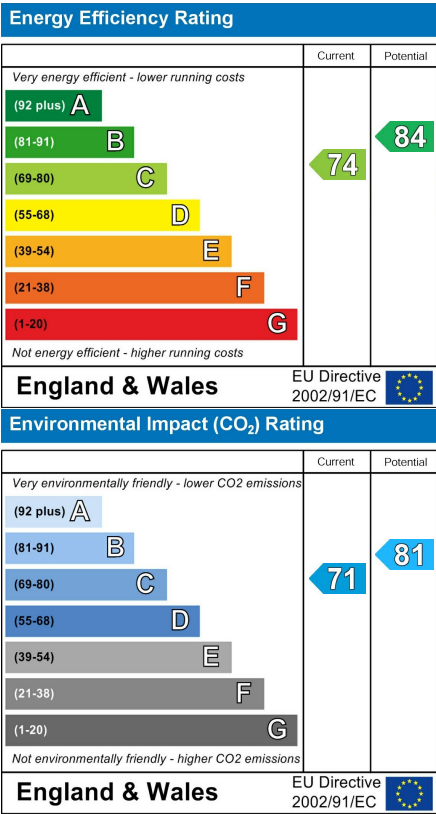 Energy Efficiency Rating
Current Potential
Very energy efficient - lower running costs
(92 plus) A
(81-91) B
(69-80) C
(55-68) D
(39-54) E
(21-38) F
(1-20) G
74
84
Not energy efficient - higher running costs
England & Wales
EU Directive
2002/91/EC
Environmental Impact (CO₂) Rating
Current Potential
Very environmentally friendly - lower CO2 emissions
(92 plus) A
(81-91) B
(69-80) C
(55-68) D
(39-54) E
(21-38) F
(1-20) G
71
81
Not environmentally friendly - higher CO2 emissions
England & Wales
EU Directive
2002/91/EC